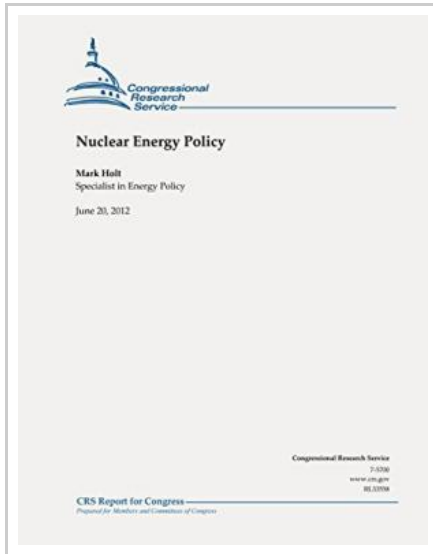 Congressional
Research
Service
Nuclear Energy Policy
Mark Holt
Specialist in Energy Policy
June 20, 2012
Congressional Research Service
7-5700
www.crs.gov
RL33558
CRS Report for Congress
Prepared for Members and Committees of Congress